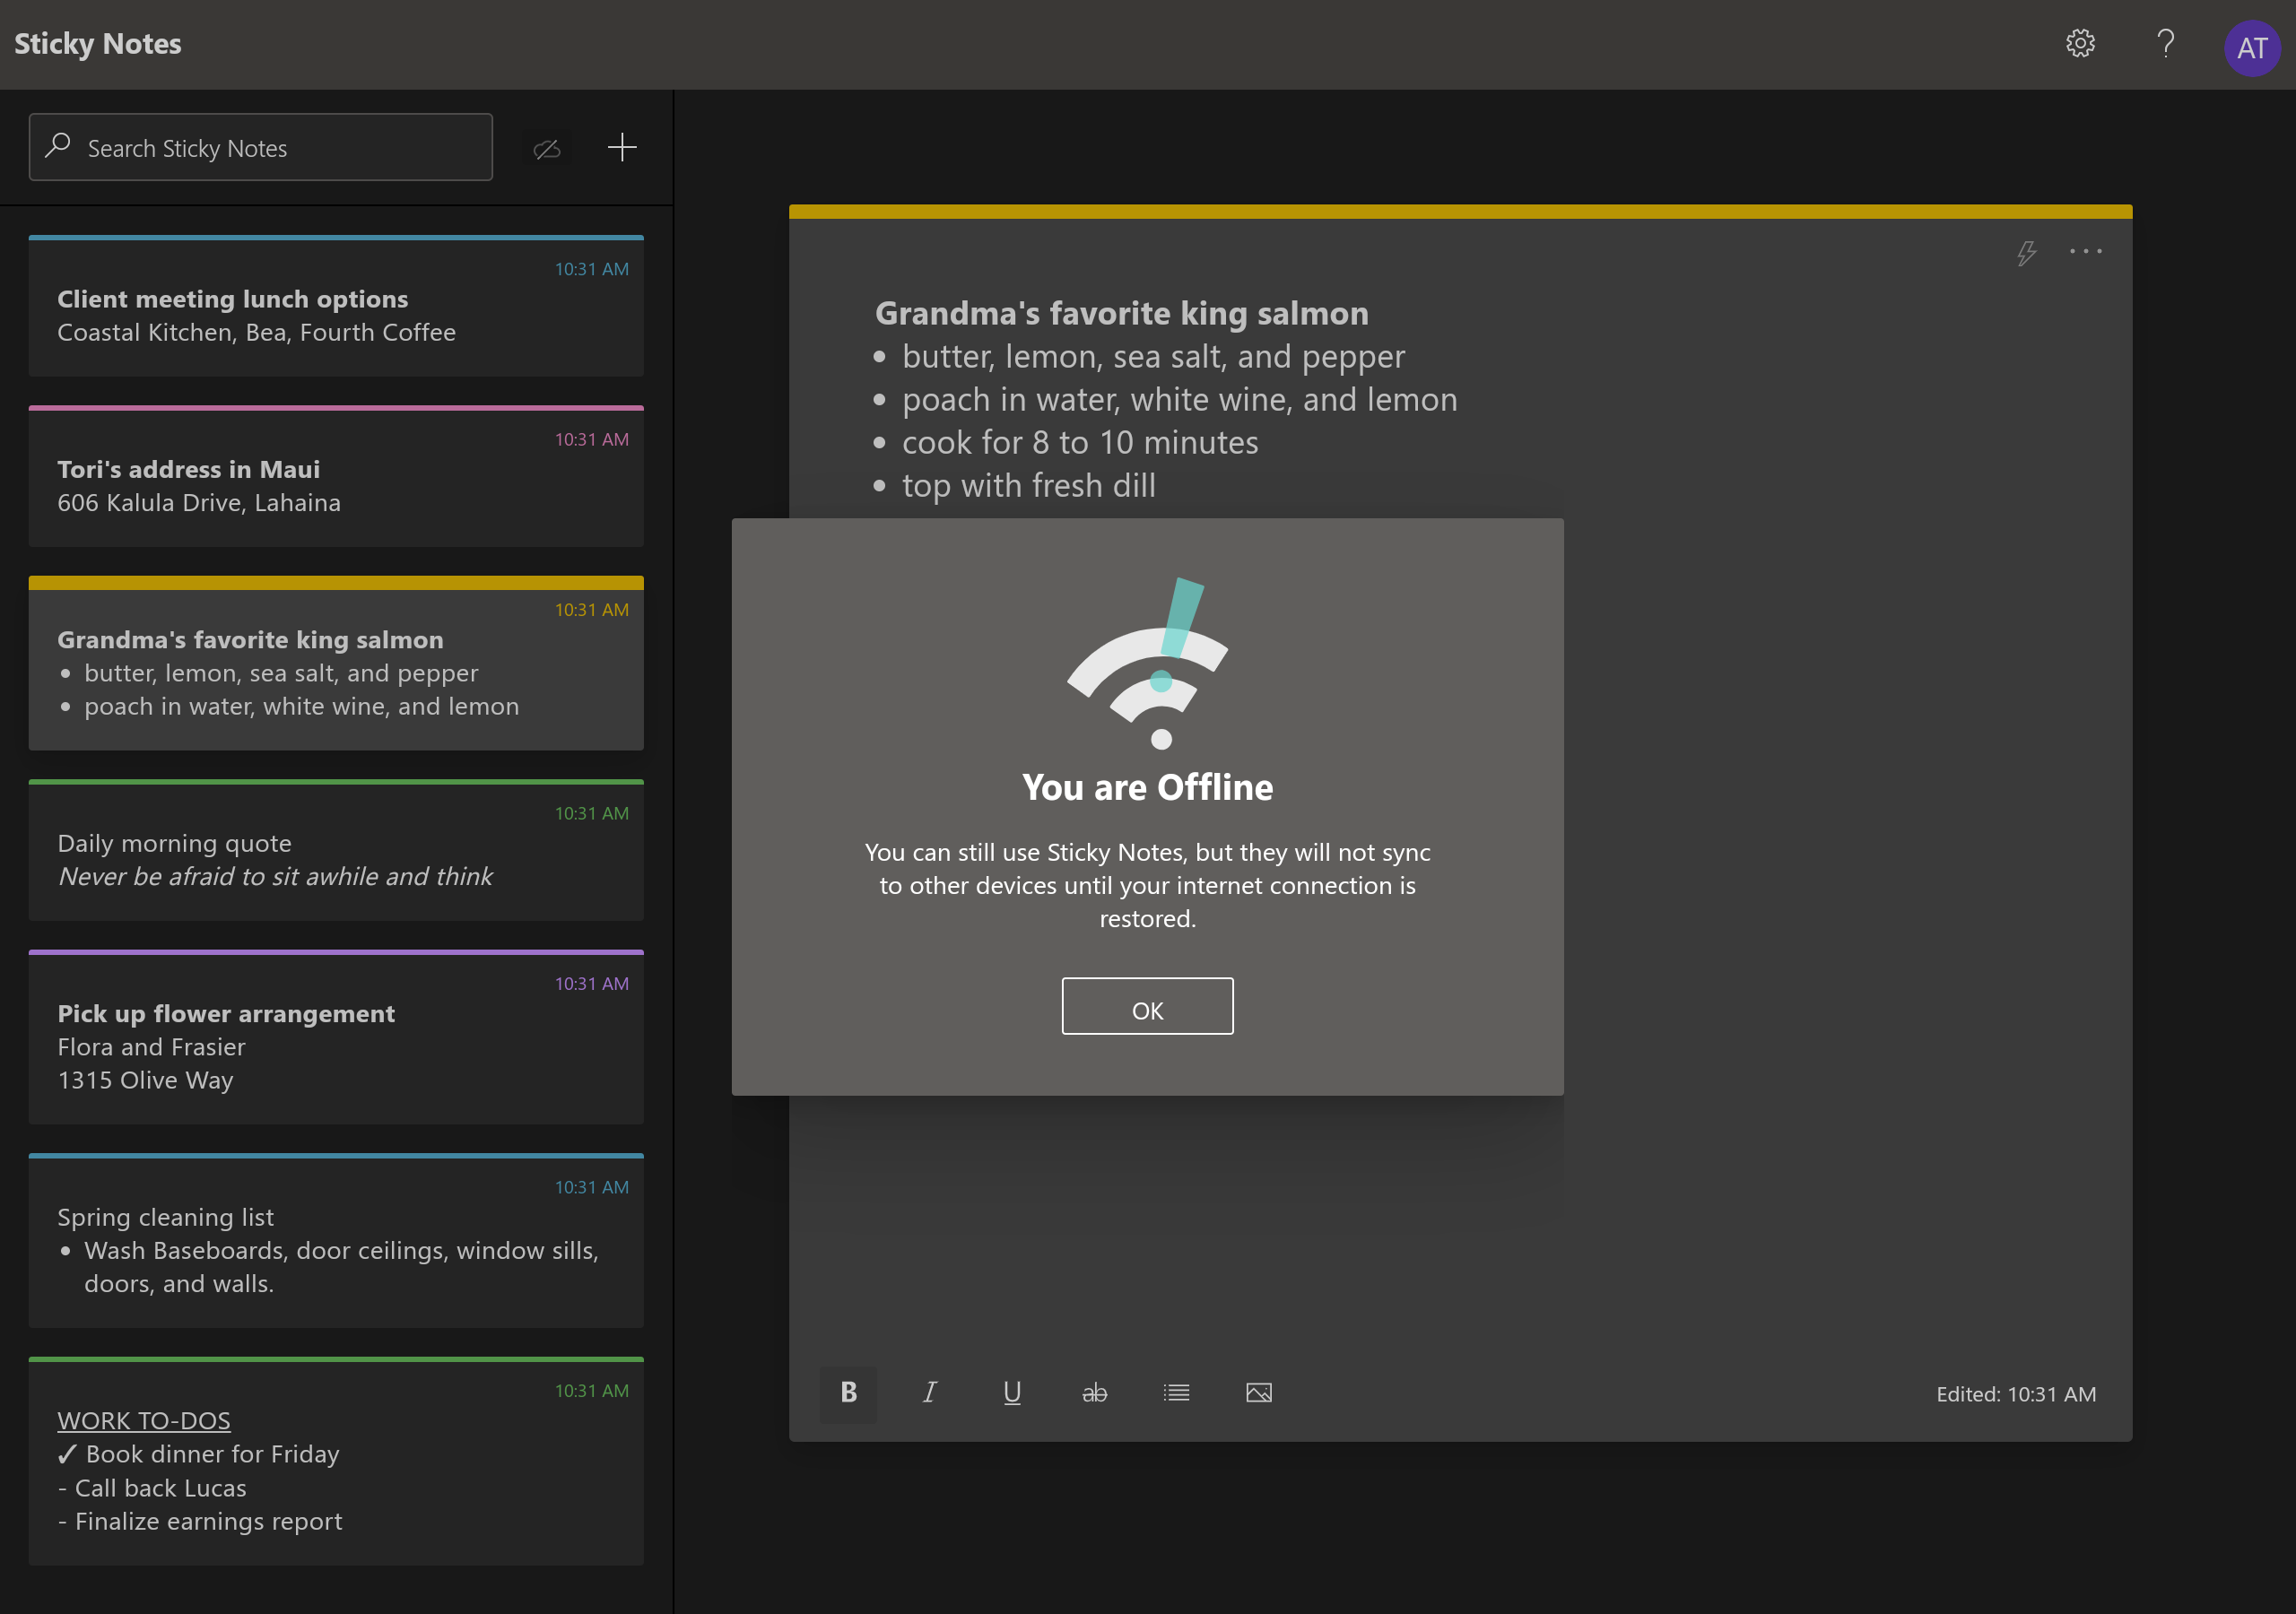 Sticky Notes
AT
Search Sticky Notes
10:31 AM
Client meeting lunch options
Coastal Kitchen, Bea, Fourth Coffee
10:31 AM
Tori's address in Maui
606 Kalula Drive, Lahaina
10:31 AM
Grandma's favorite king salmon
• butter, lemon, sea salt, and pepper
• poach in water, white wine, and lemon
10:31 AM
Daily morning quote
Never be afraid to sit awhile and think
10:31 AM
Pick up flower arrangement
Flora and Frasier
1315 Olive Way
10:31 AM
Spring cleaning list
• Wash Baseboards, door ceilings, window sills,
doors, and walls.
10:31 AM
WORK TO-DOS
✓ Book dinner for Friday
- Call back Lucas
- Finalize earnings report
Grandma's favorite king salmon
• butter, lemon, sea salt, and pepper
• poach in water, white wine, and lemon
• cook for 8 to 10 minutes
• top with fresh dill
You are Offline
You can still use Sticky Notes, but they will not sync
to other devices until your internet connection is
restored.
OK
B I U ab
Edited: 10:31 AM